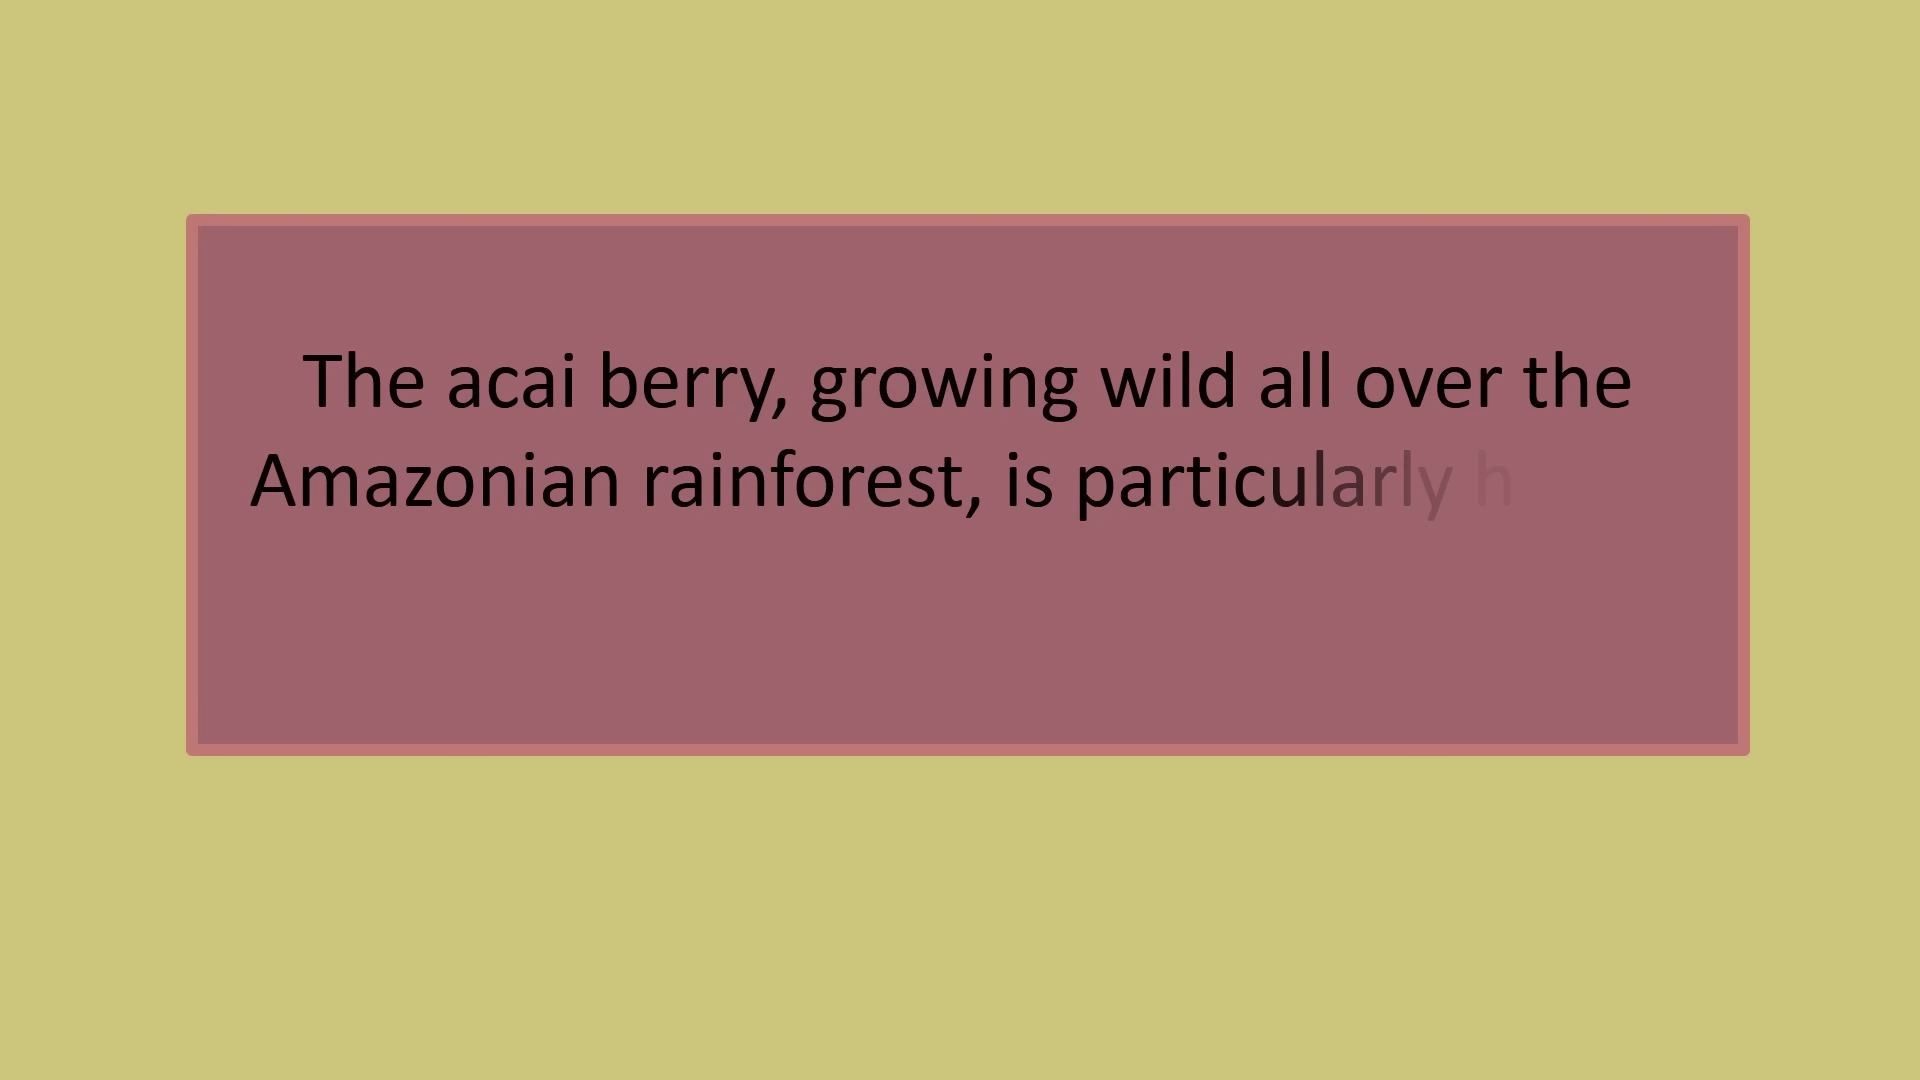 The acai berry, growing wild all over the
Amazonian rainforest, is particularly h